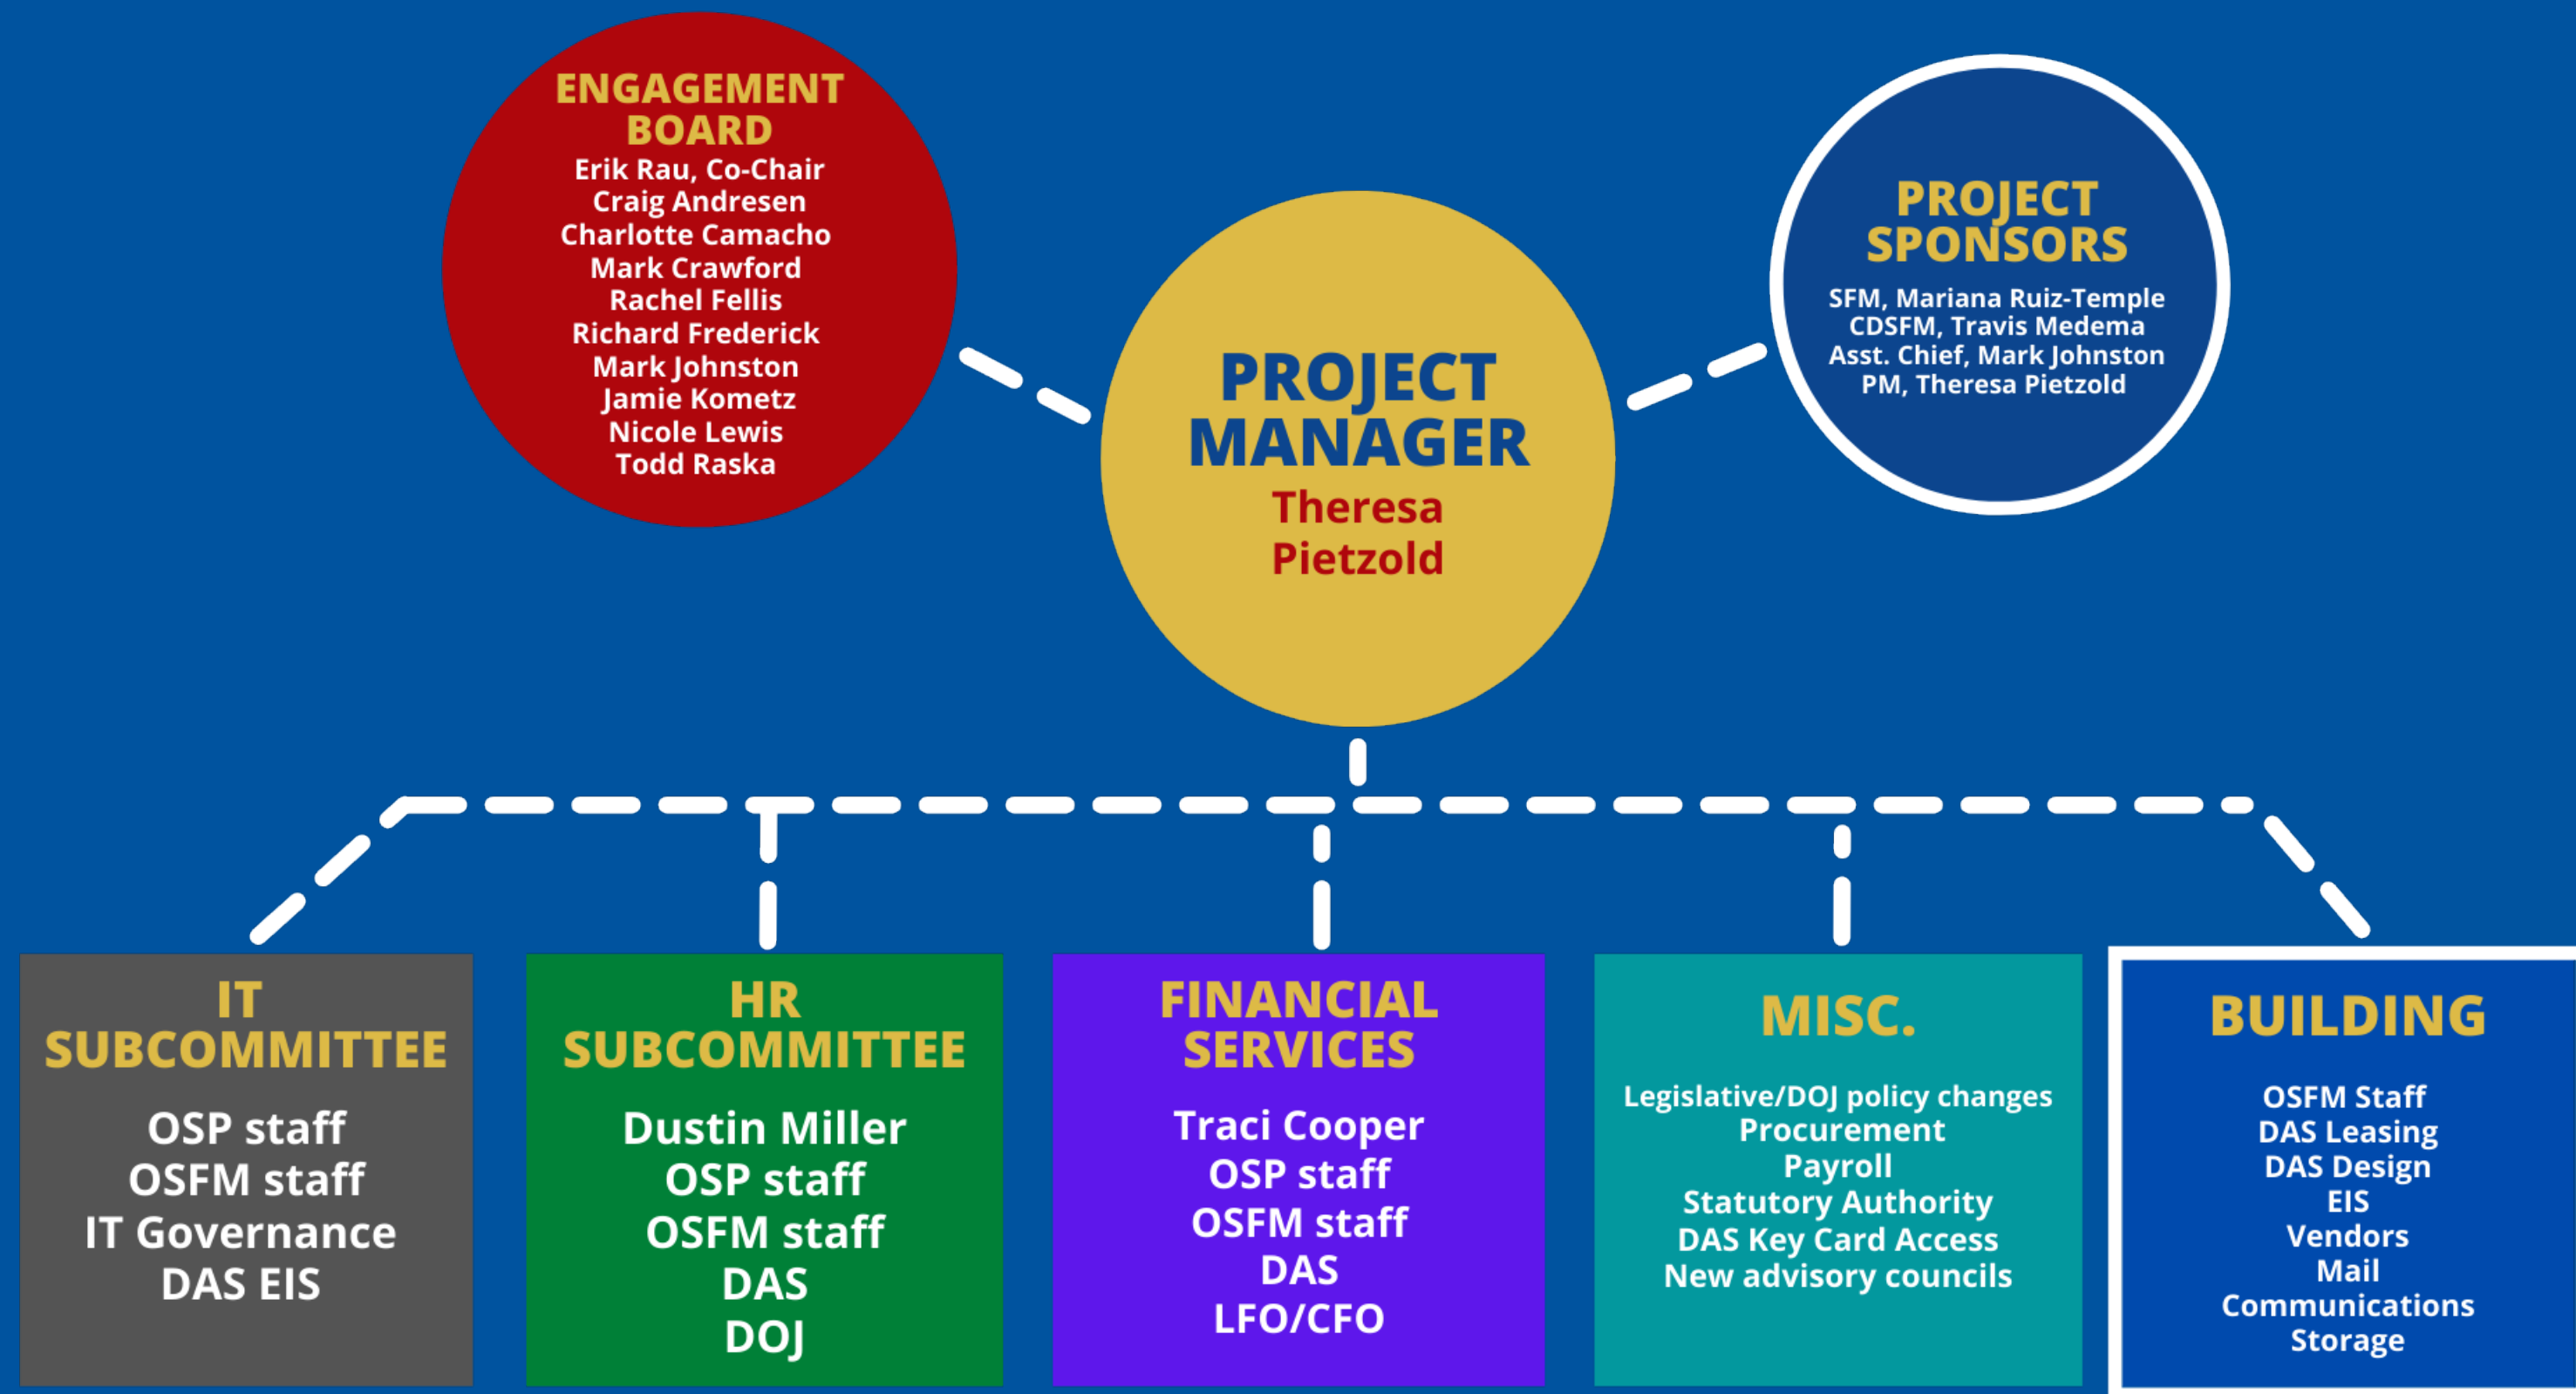 ENGAGEMENT
BOARD
Erik Rau, Co-Chair
Craig Andresen
Charlotte Camacho
Mark Crawford
Rachel Fellis
Richard Frederick
Mark Johnston
Jamie Kometz
Nicole Lewis
Todd Raska
PROJECT
MANAGER
Theresa
Pietzold
PROJECT
SPONSORS
SFM, Mariana Ruiz-Temple
CDSFM, Travis Medema
Asst. Chief, Mark Johnston
PM, Theresa Pietzold
IT
SUBCOMMITTEE
OSP staff
OSFM staff
IT Governance
DAS EIS
HR
SUBCOMMITTEE
Dustin Miller
OSP staff
OSFM staff
DAS
DOJ
FINANCIAL
SERVICES
Traci Cooper
OSP staff
OSFM staff
DAS
LFO/CFO
MISC.
Legislative/DOJ policy changes
Procurement
Payroll
Statutory Authority
DAS Key Card Access
New advisory councils
BUILDING
OSFM Staff
DAS Leasing
DAS Design
EIS
Vendors
Mail
Communications
Storage